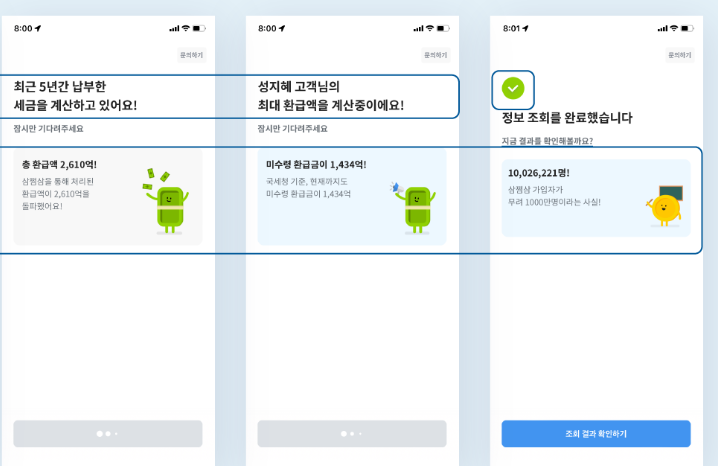 8:00
문의하기
최근 5년간 납부한
세금을 계산하고 있어요!
잠시만 기다려주세요
총 환급액 2,610억!
삼쩜삼을 통해 처리된
환급액이 2,610억을
돌파했어요!
8:00
문의하기
성지혜 고객님의
최대 환급액을 계산중이에요!
잠시만 기다려주세요
미수령 환급금이 1,434억!
국세청 기준, 현재까지도
미수령 환급금이 1,434억
8:01
문의하기
정보 조회를 완료했습니다
지금 결과를 확인해볼까요?
10,026,221명!
삼쩜삼 가입자가
무려 1000만명이라는 사실!
조회 결과 확인하기